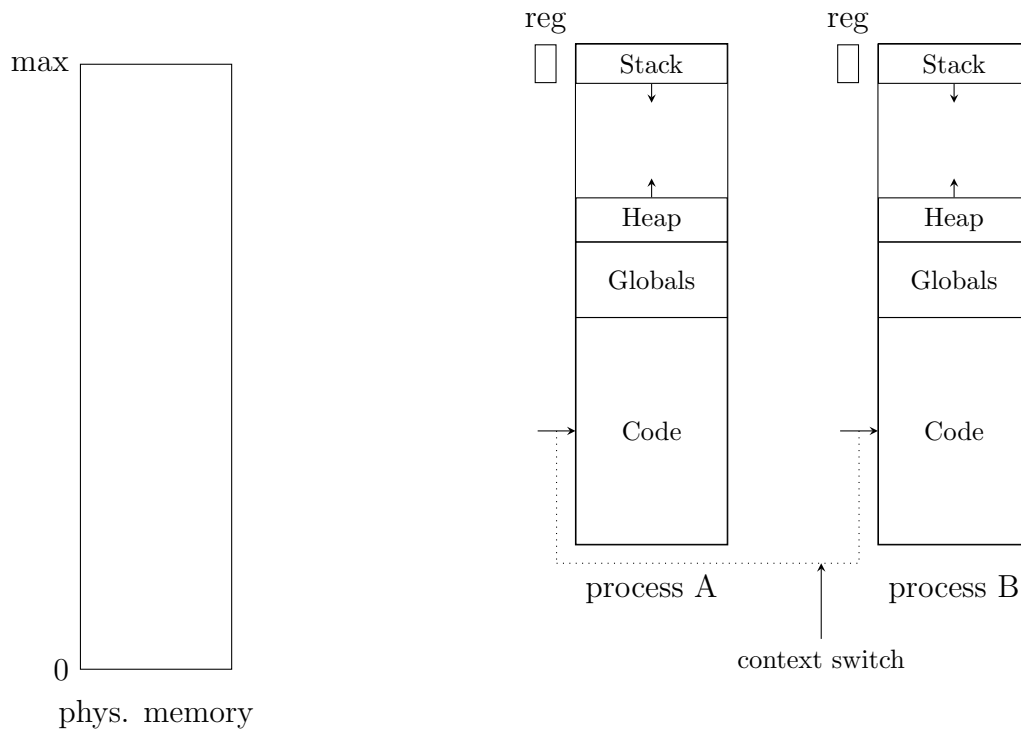 reg
reg
max
Stack
Stack
Heap
Heap
Globals
Globals
Code
Code
process A
process B
context switch
0
phys. memory